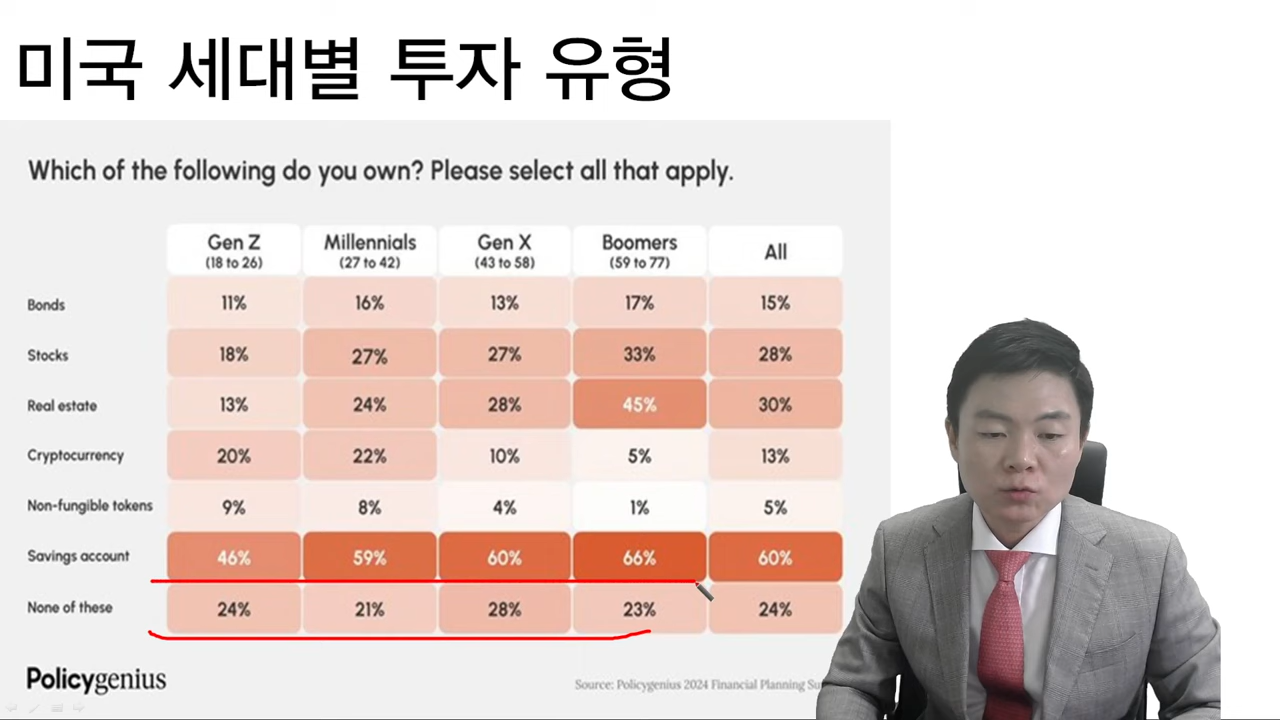 미국 세대별 투자 유형
Which of the following do you own? Please select all that apply.
Gen Z Millennials Gen X Boomers All
(18 to 26) (27 to 42) (43 to 58) (59 to 77)
Bonds 11% 16% 13% 17% 15%
Stocks 18% 27% 27% 33% 28%
Real estate 13% 24% 28% 45% 30%
Cryptocurrency 20% 22% 10% 5% 13%
Non-fungible tokens 9% 8% 4% 1% 5%
Savings account 46% 59% 60% 66% 60%
None of these 24% 21% 28% 23% 24%
Policygenius
Source: Policygenius 2024 Financial Planning